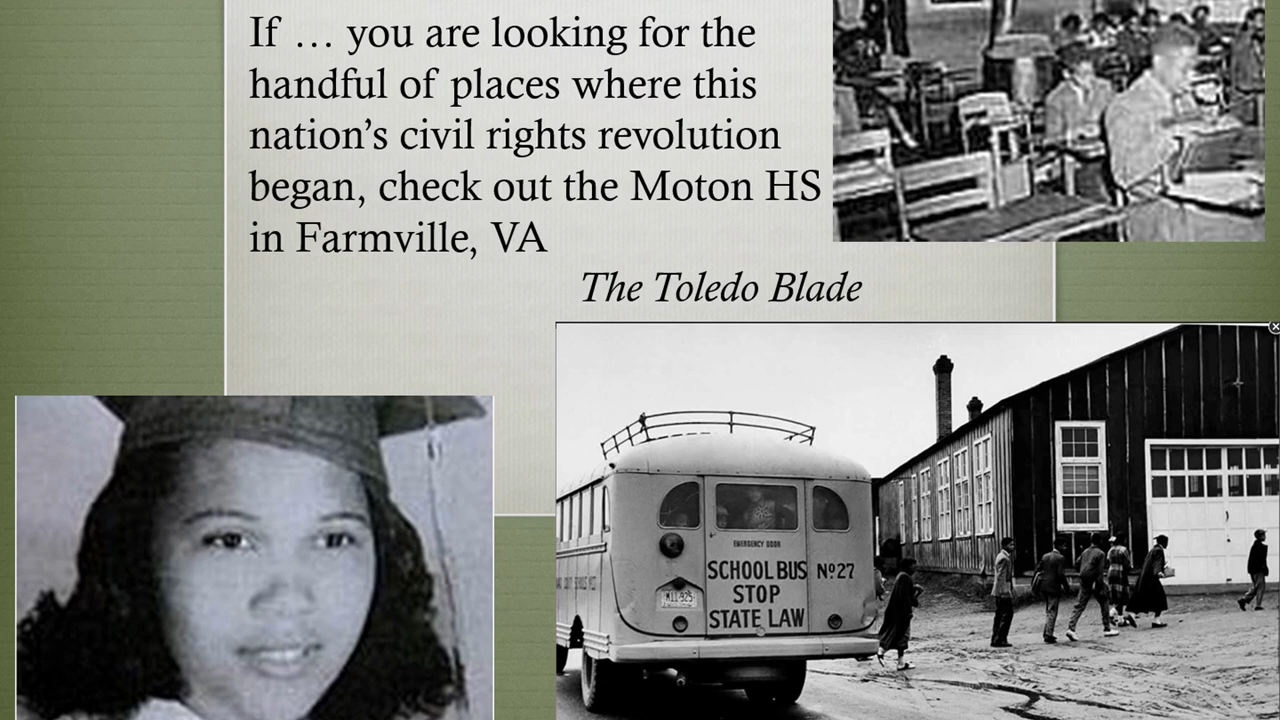 If … you are looking for the
handful of places where this
nation’s civil rights revolution
began, check out the Moton HS
in Farmville, VA
The Toledo Blade
EMERGENCY DOOR
SCHOOL BUS Nº27
STOP
STATE LAW